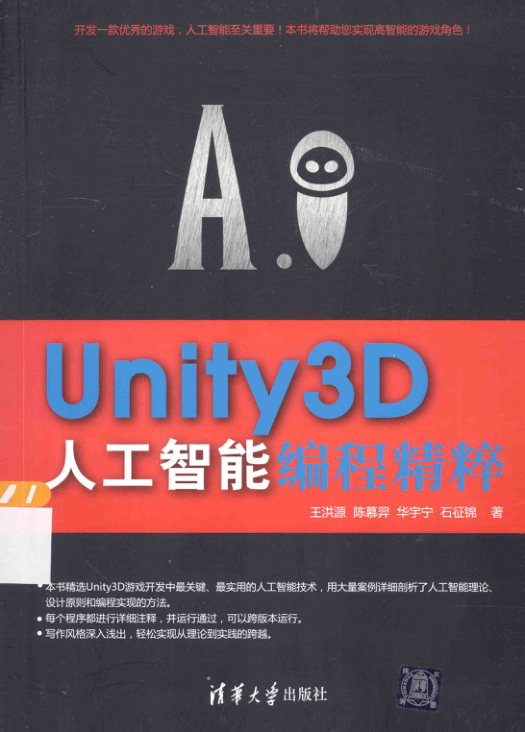 开发一款优秀的游戏，人工智能至关重要！本书将帮助您实现高智能的游戏角色！
A.i
Unity3D
人工智能编程精粹
王洪源 陈慕羿 华宇宁 石征锦 著
● 本书精选Unity3D游戏开发中最关键、最实用的人工智能技术，用大量案例详细剖析了人工智能理论、
设计原则和编程实现的方法。
● 每个程序都进行详细注释，并运行通过，可以跨版本运行。
● 写作风格深入浅出，轻松实现从理论到实践的跨越。
清华大学出版社